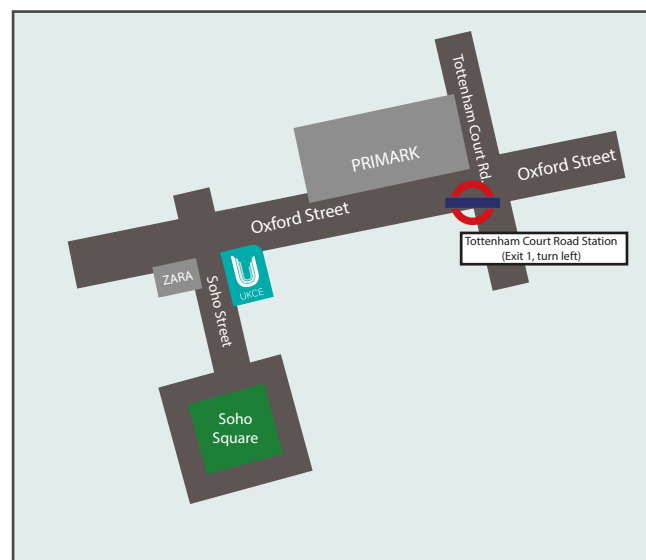 Tottenham Court Rd.
PRIMARK
Oxford Street
Oxford Street
Tottenham Court Road Station
(Exit 1, turn left)
ZARA
UKCE
Soho Street
Soho
Square